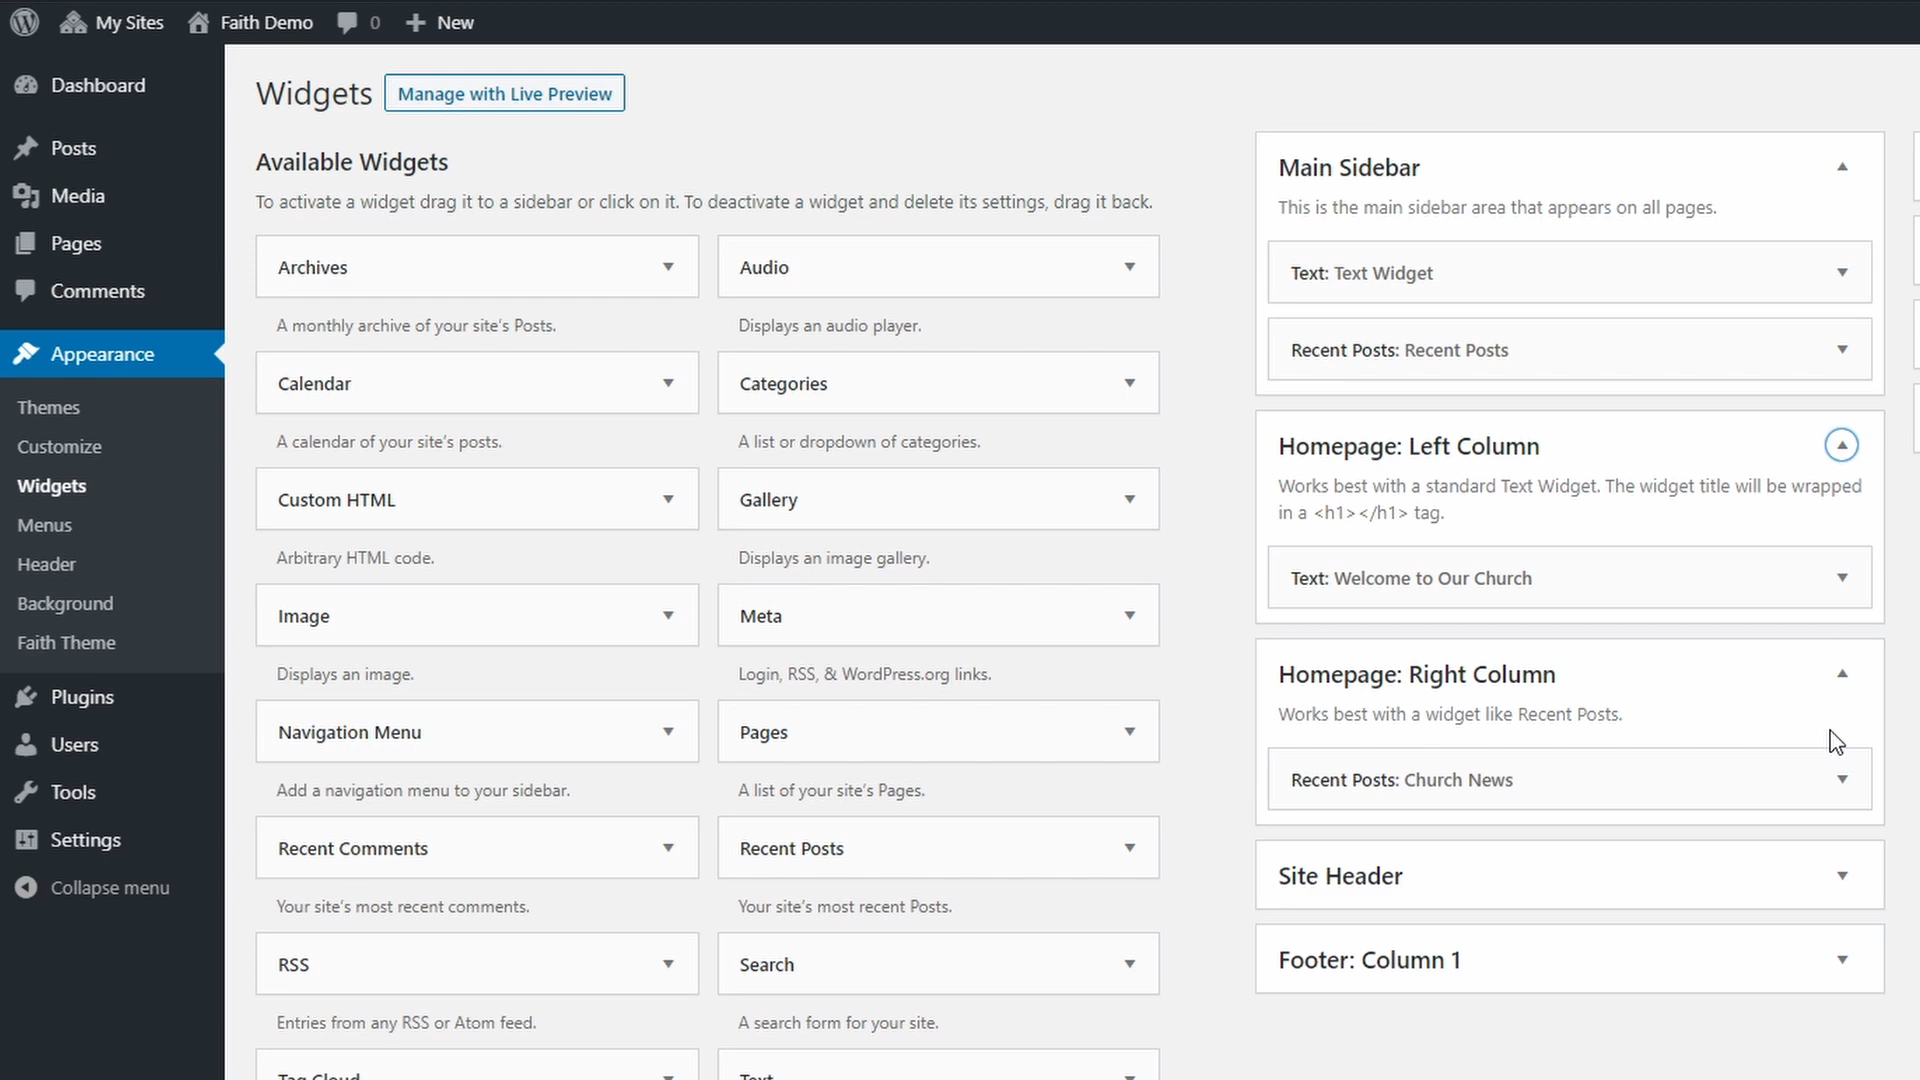 My Sites
Faith Demo
0
New
Dashboard
Posts
Media
Pages
Comments
Appearance
Themes
Customize
Widgets
Menus
Header
Background
Faith Theme
Plugins
Users
Tools
Settings
Collapse menu
Widgets
Manage with Live Preview
Available Widgets
To activate a widget drag it to a sidebar or click on it. To deactivate a widget and delete its settings, drag it back.
Archives
A monthly archive of your site's Posts.
Audio
Displays an audio player.
Calendar
A calendar of your site's posts.
Categories
A list or dropdown of categories.
Custom HTML
Arbitrary HTML code.
Gallery
Displays an image gallery.
Image
Displays an image.
Meta
Login, RSS, & WordPress.org links.
Navigation Menu
Add a navigation menu to your sidebar.
Pages
A list of your site's Pages.
Recent Comments
Your site's most recent comments.
Recent Posts
Your site's most recent Posts.
RSS
Entries from any RSS or Atom feed.
Search
A search form for your site.
Tag Cloud
Text
Main Sidebar
This is the main sidebar area that appears on all pages.
Text: Text Widget
Recent Posts: Recent Posts
Homepage: Left Column
Works best with a standard Text Widget. The widget title will be wrapped
in a <h1></h1> tag.
Text: Welcome to Our Church
Homepage: Right Column
Works best with a widget like Recent Posts.
Recent Posts: Church News
Site Header
Footer: Column 1